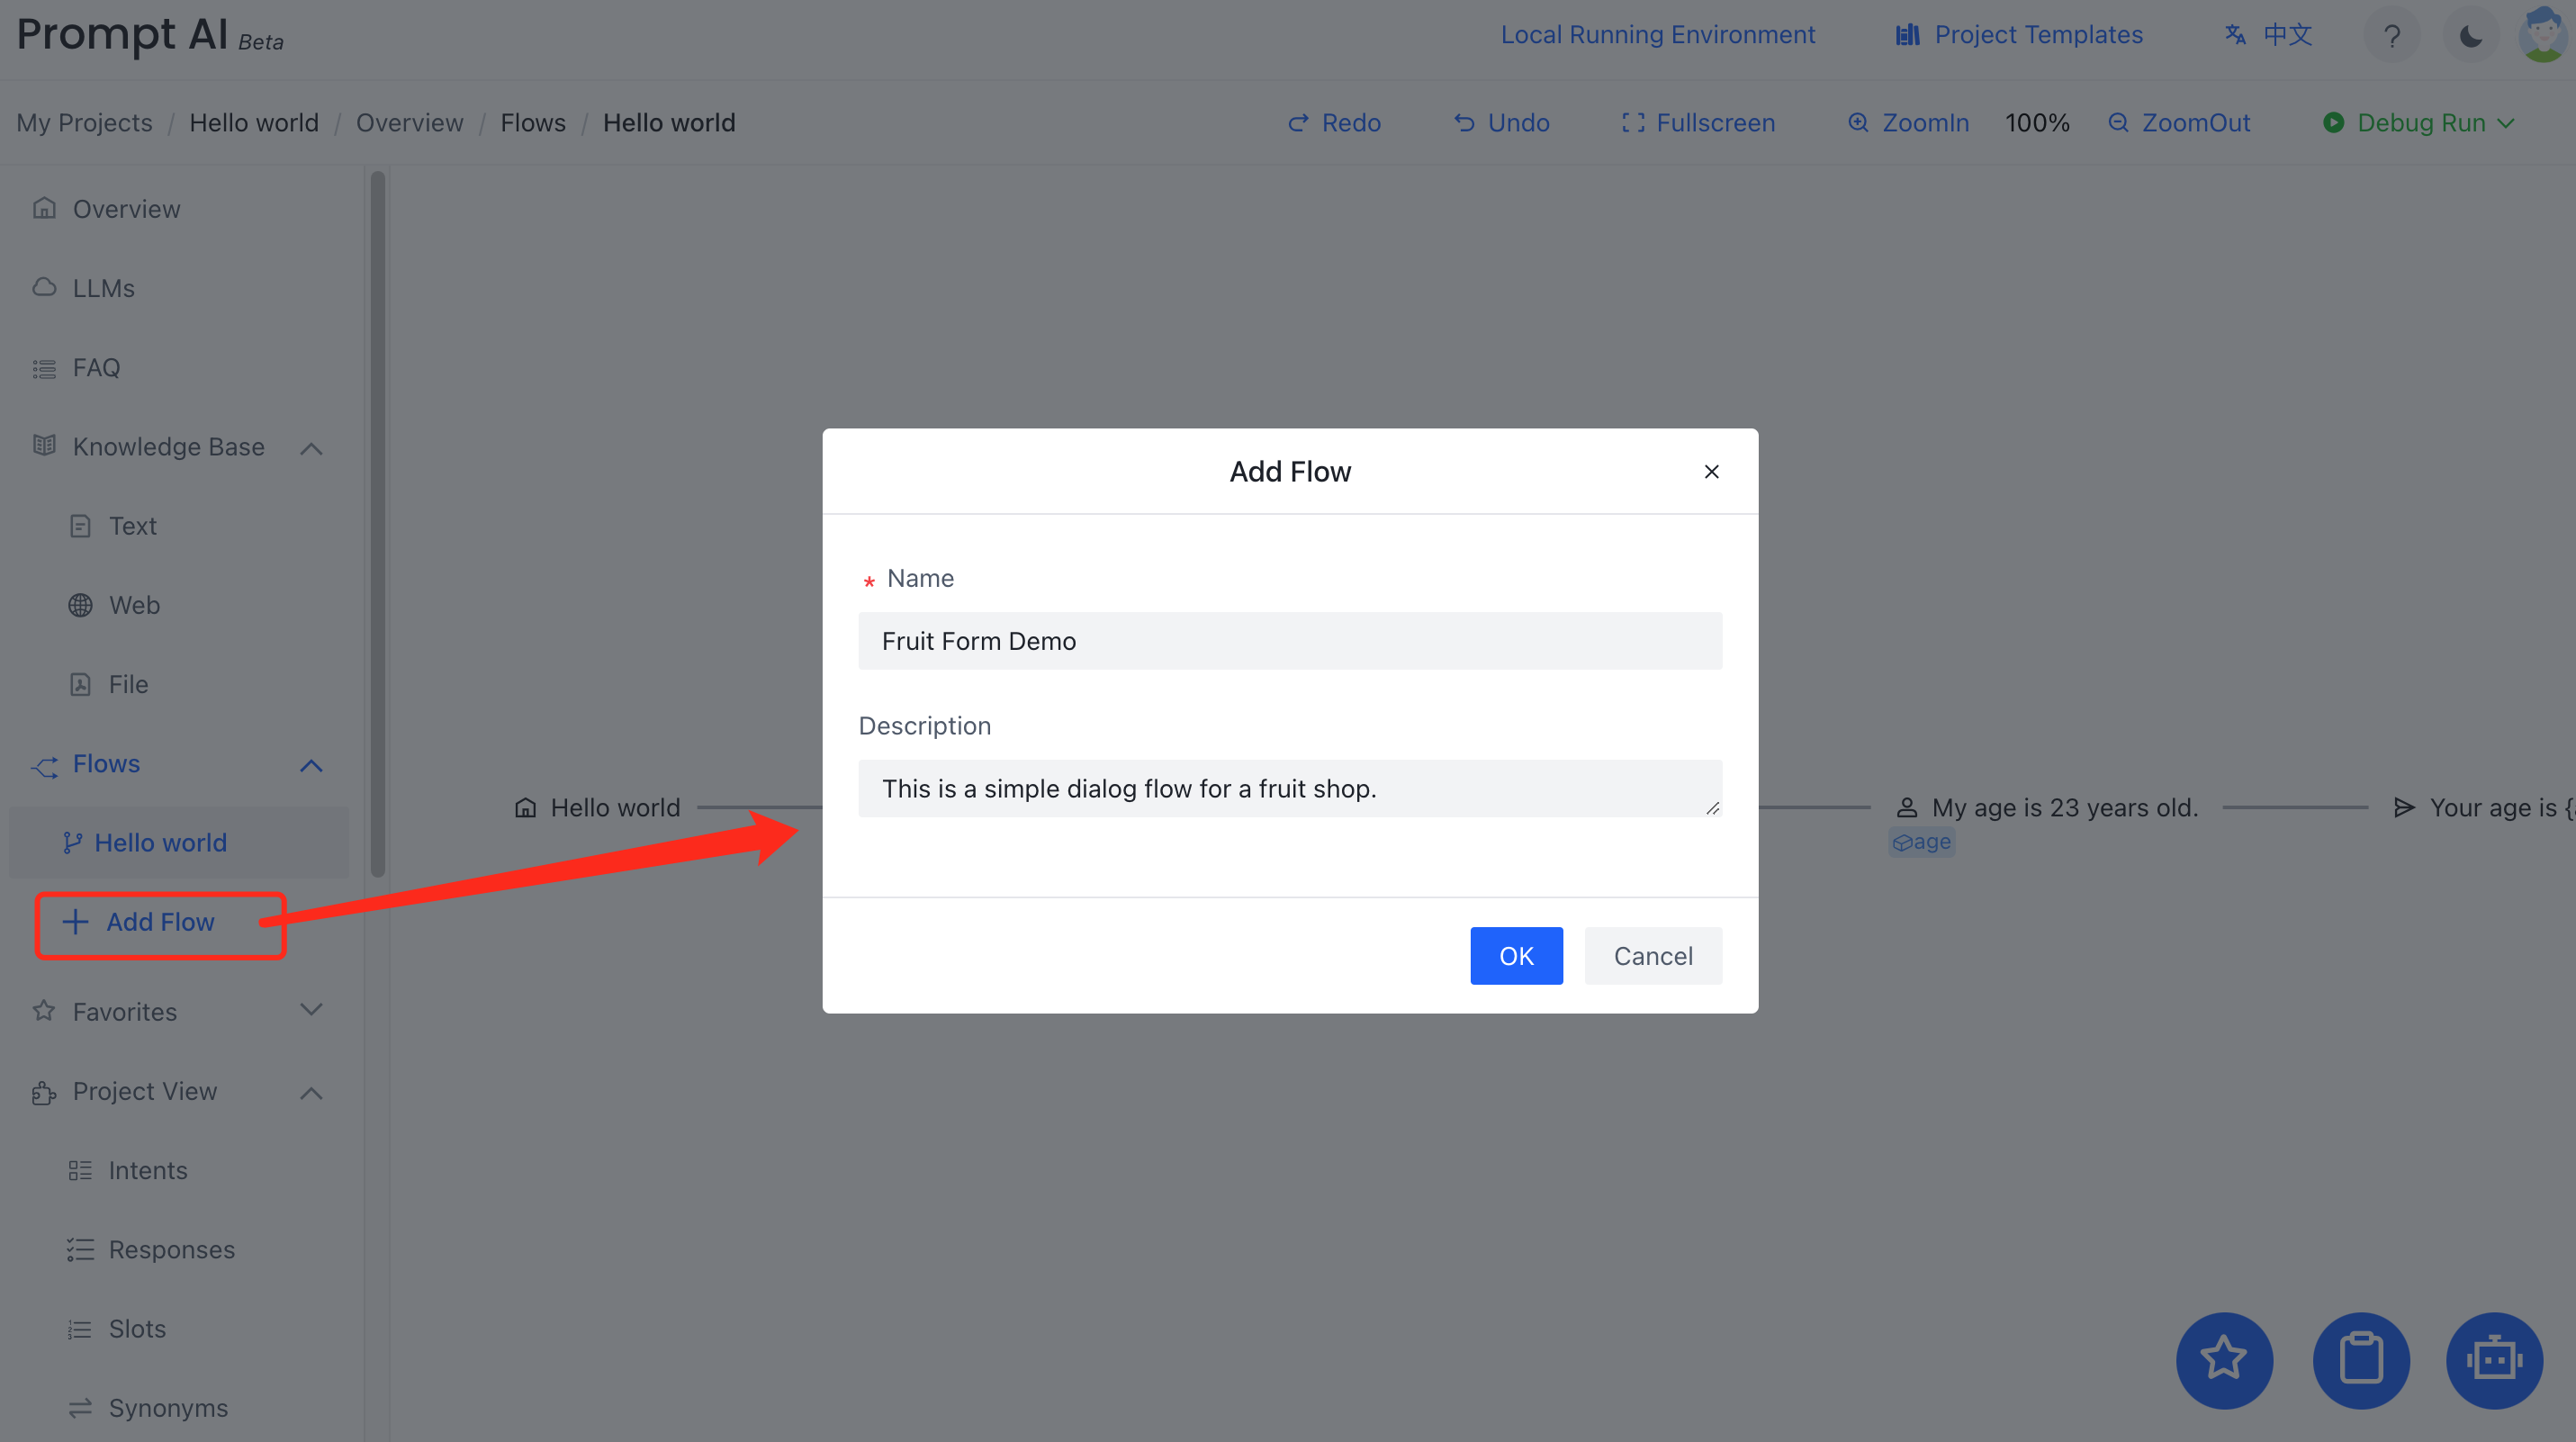 Prompt AI Beta
Local Running Environment
Project Templates
中文
?
My Projects / Hello world / Overview / Flows / Hello world
Redo
Undo
Fullscreen
ZoomIn
100%
ZoomOut
Debug Run
Overview
LLMs
FAQ
Knowledge Base
Text
Web
File
Flows
Hello world
+ Add Flow
Favorites
Project View
Intents
Responses
Slots
Synonyms
Hello world
Add Flow
* Name
Fruit Form Demo
Description
This is a simple dialog flow for a fruit shop.
OK
Cancel
My age is 23 years old.
age
Your age is {